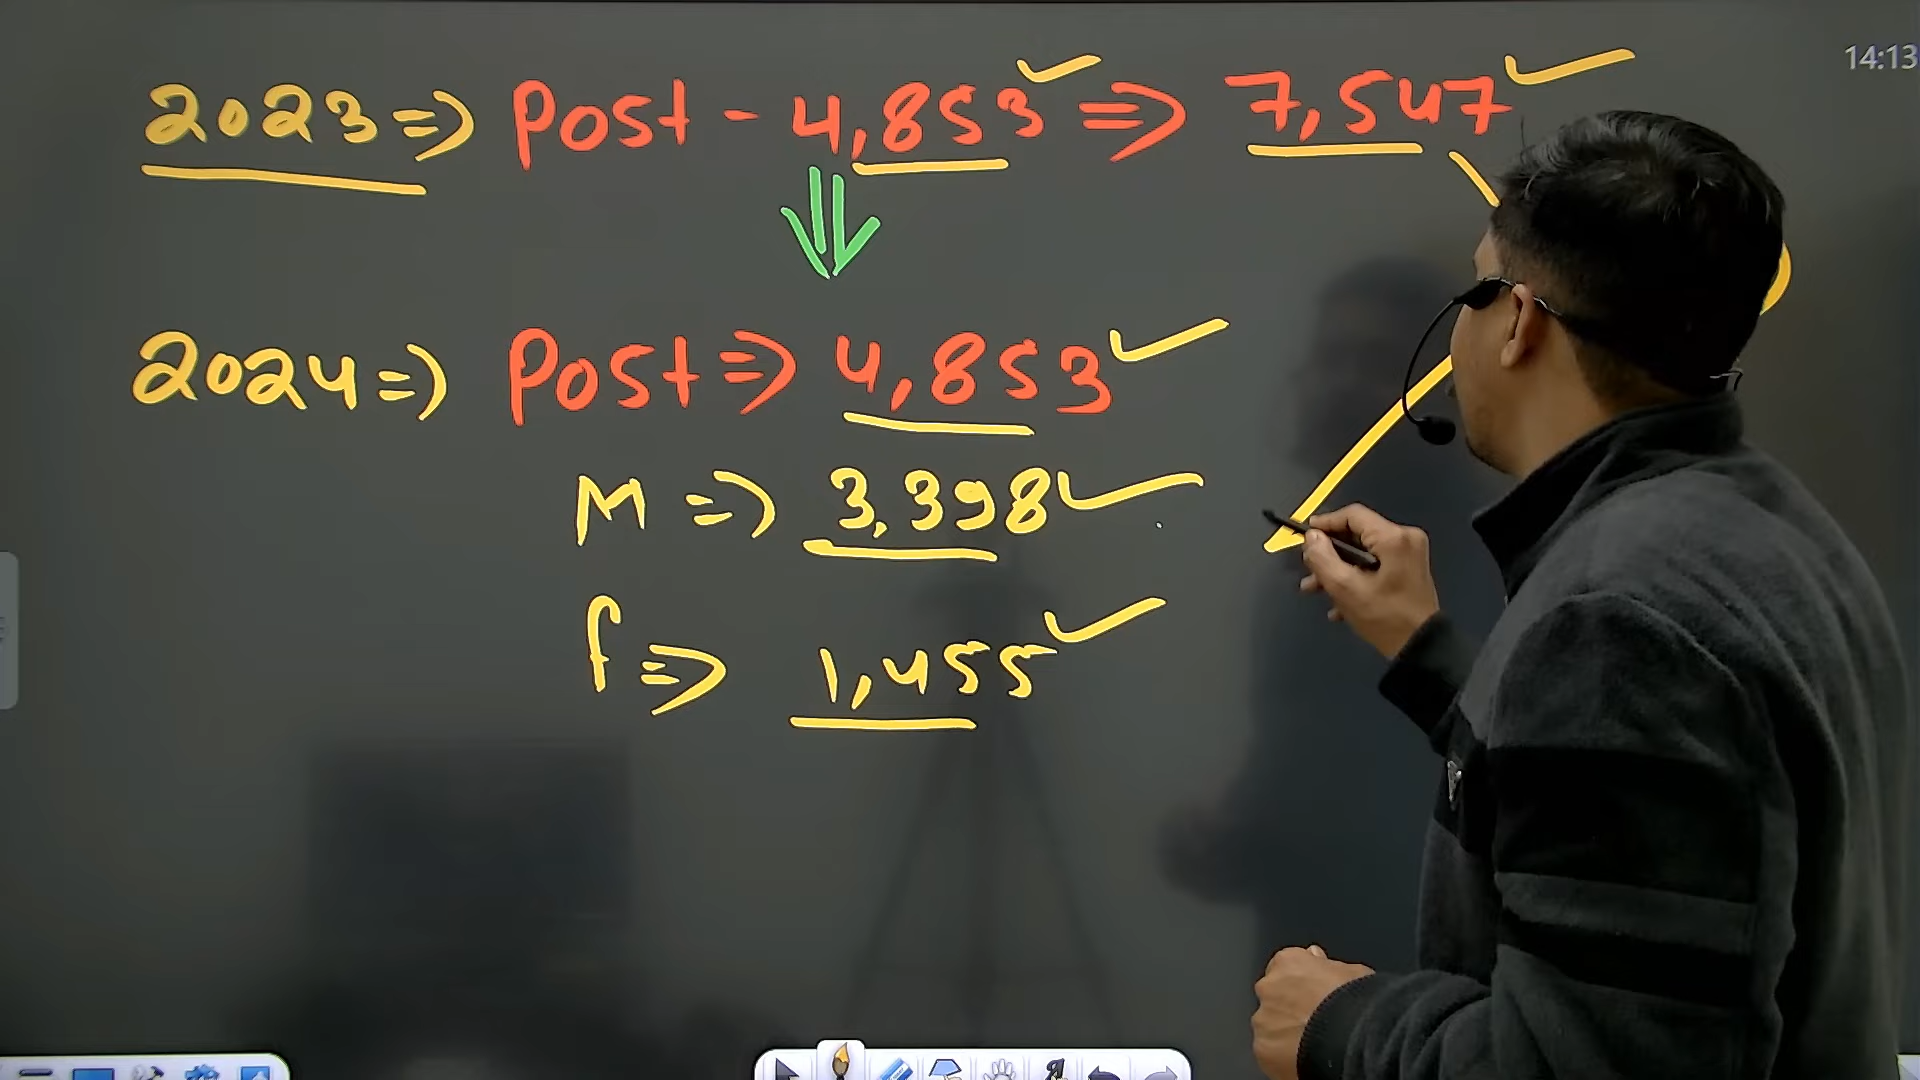 14:13
2023 => Post - 4,853 => 7,547
2024 => Post => 4,853
M => 3,398
f => 1,455